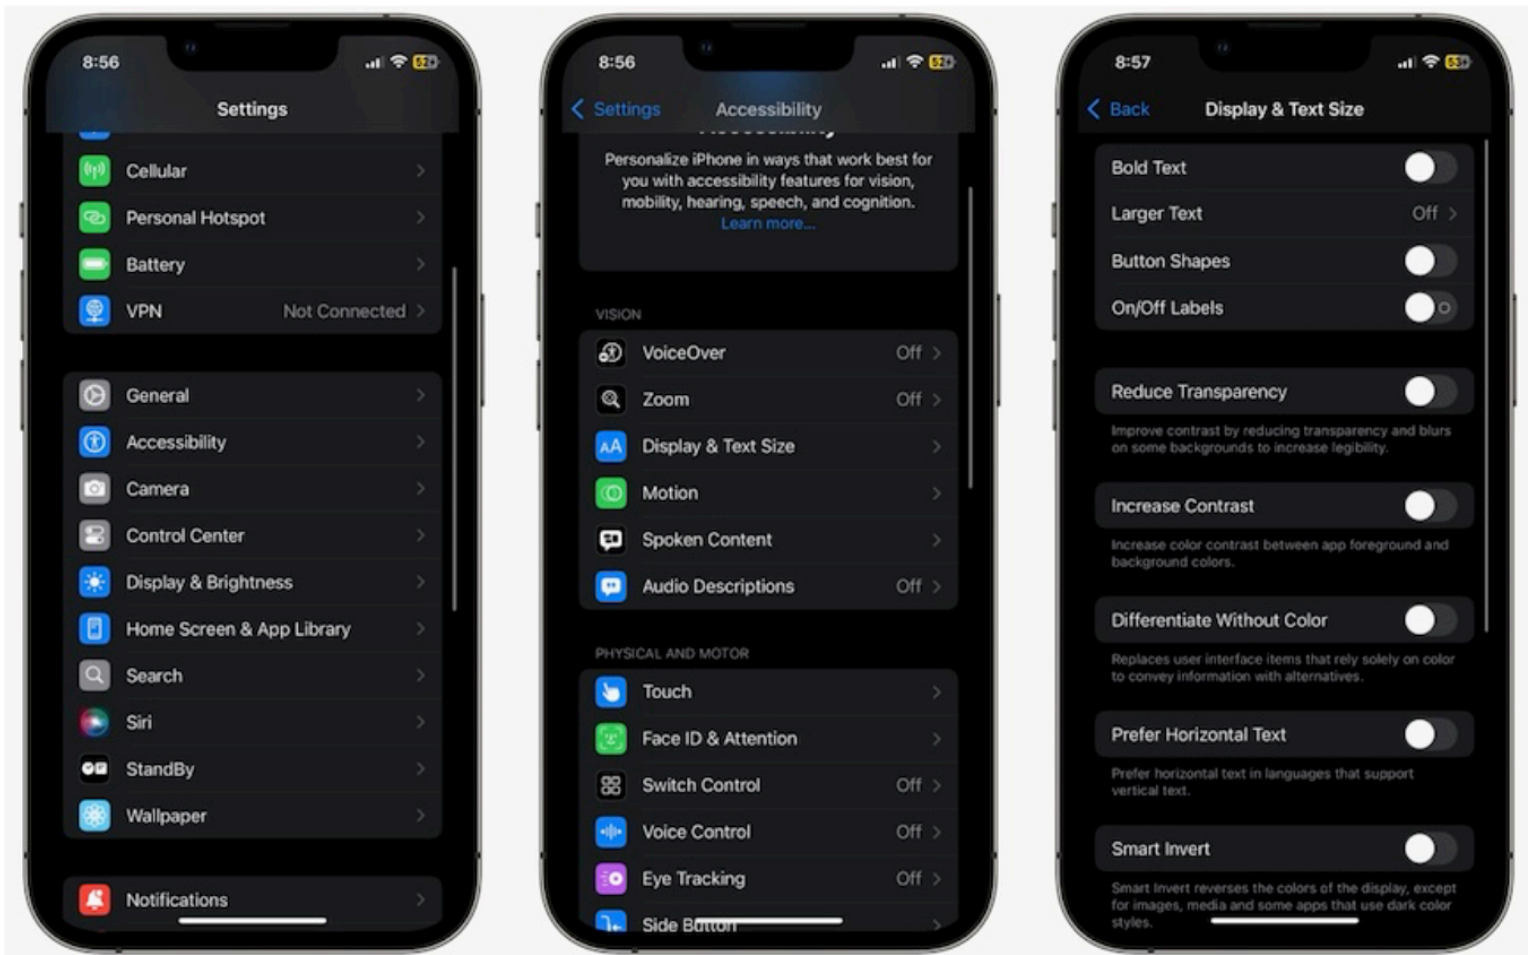 8:56
Settings
Cellular
Personal Hotspot
Battery
VPN Not Connected
General
Accessibility
Camera
Control Center
Display & Brightness
Home Screen & App Library
Search
Siri
StandBy
Wallpaper
Notifications
8:56
Settings Accessibility
Personalize iPhone in ways that work best for
you with accessibility features for vision,
mobility, hearing, speech, and cognition.
Learn more...
VISION
VoiceOver Off
Zoom Off
AA Display & Text Size
Motion
Spoken Content
Audio Descriptions Off
PHYSICAL AND MOTOR
Touch
Face ID & Attention
Switch Control Off
Voice Control Off
Eye Tracking Off
Side Button
8:57
Back Display & Text Size
Bold Text
Larger Text Off
Button Shapes
On/Off Labels
Reduce Transparency
Improve contrast by reducing transparency and blurs
on some backgrounds to increase legibility.
Increase Contrast
Increase color contrast between app foreground and
background colors.
Differentiate Without Color
Replaces user interface items that rely solely on color
to convey information with alternatives.
Prefer Horizontal Text
Prefer horizontal text in languages that support
vertical text.
Smart Invert
Smart Invert reverses the colors of the display, except
for images, media and some apps that use dark color
styles.